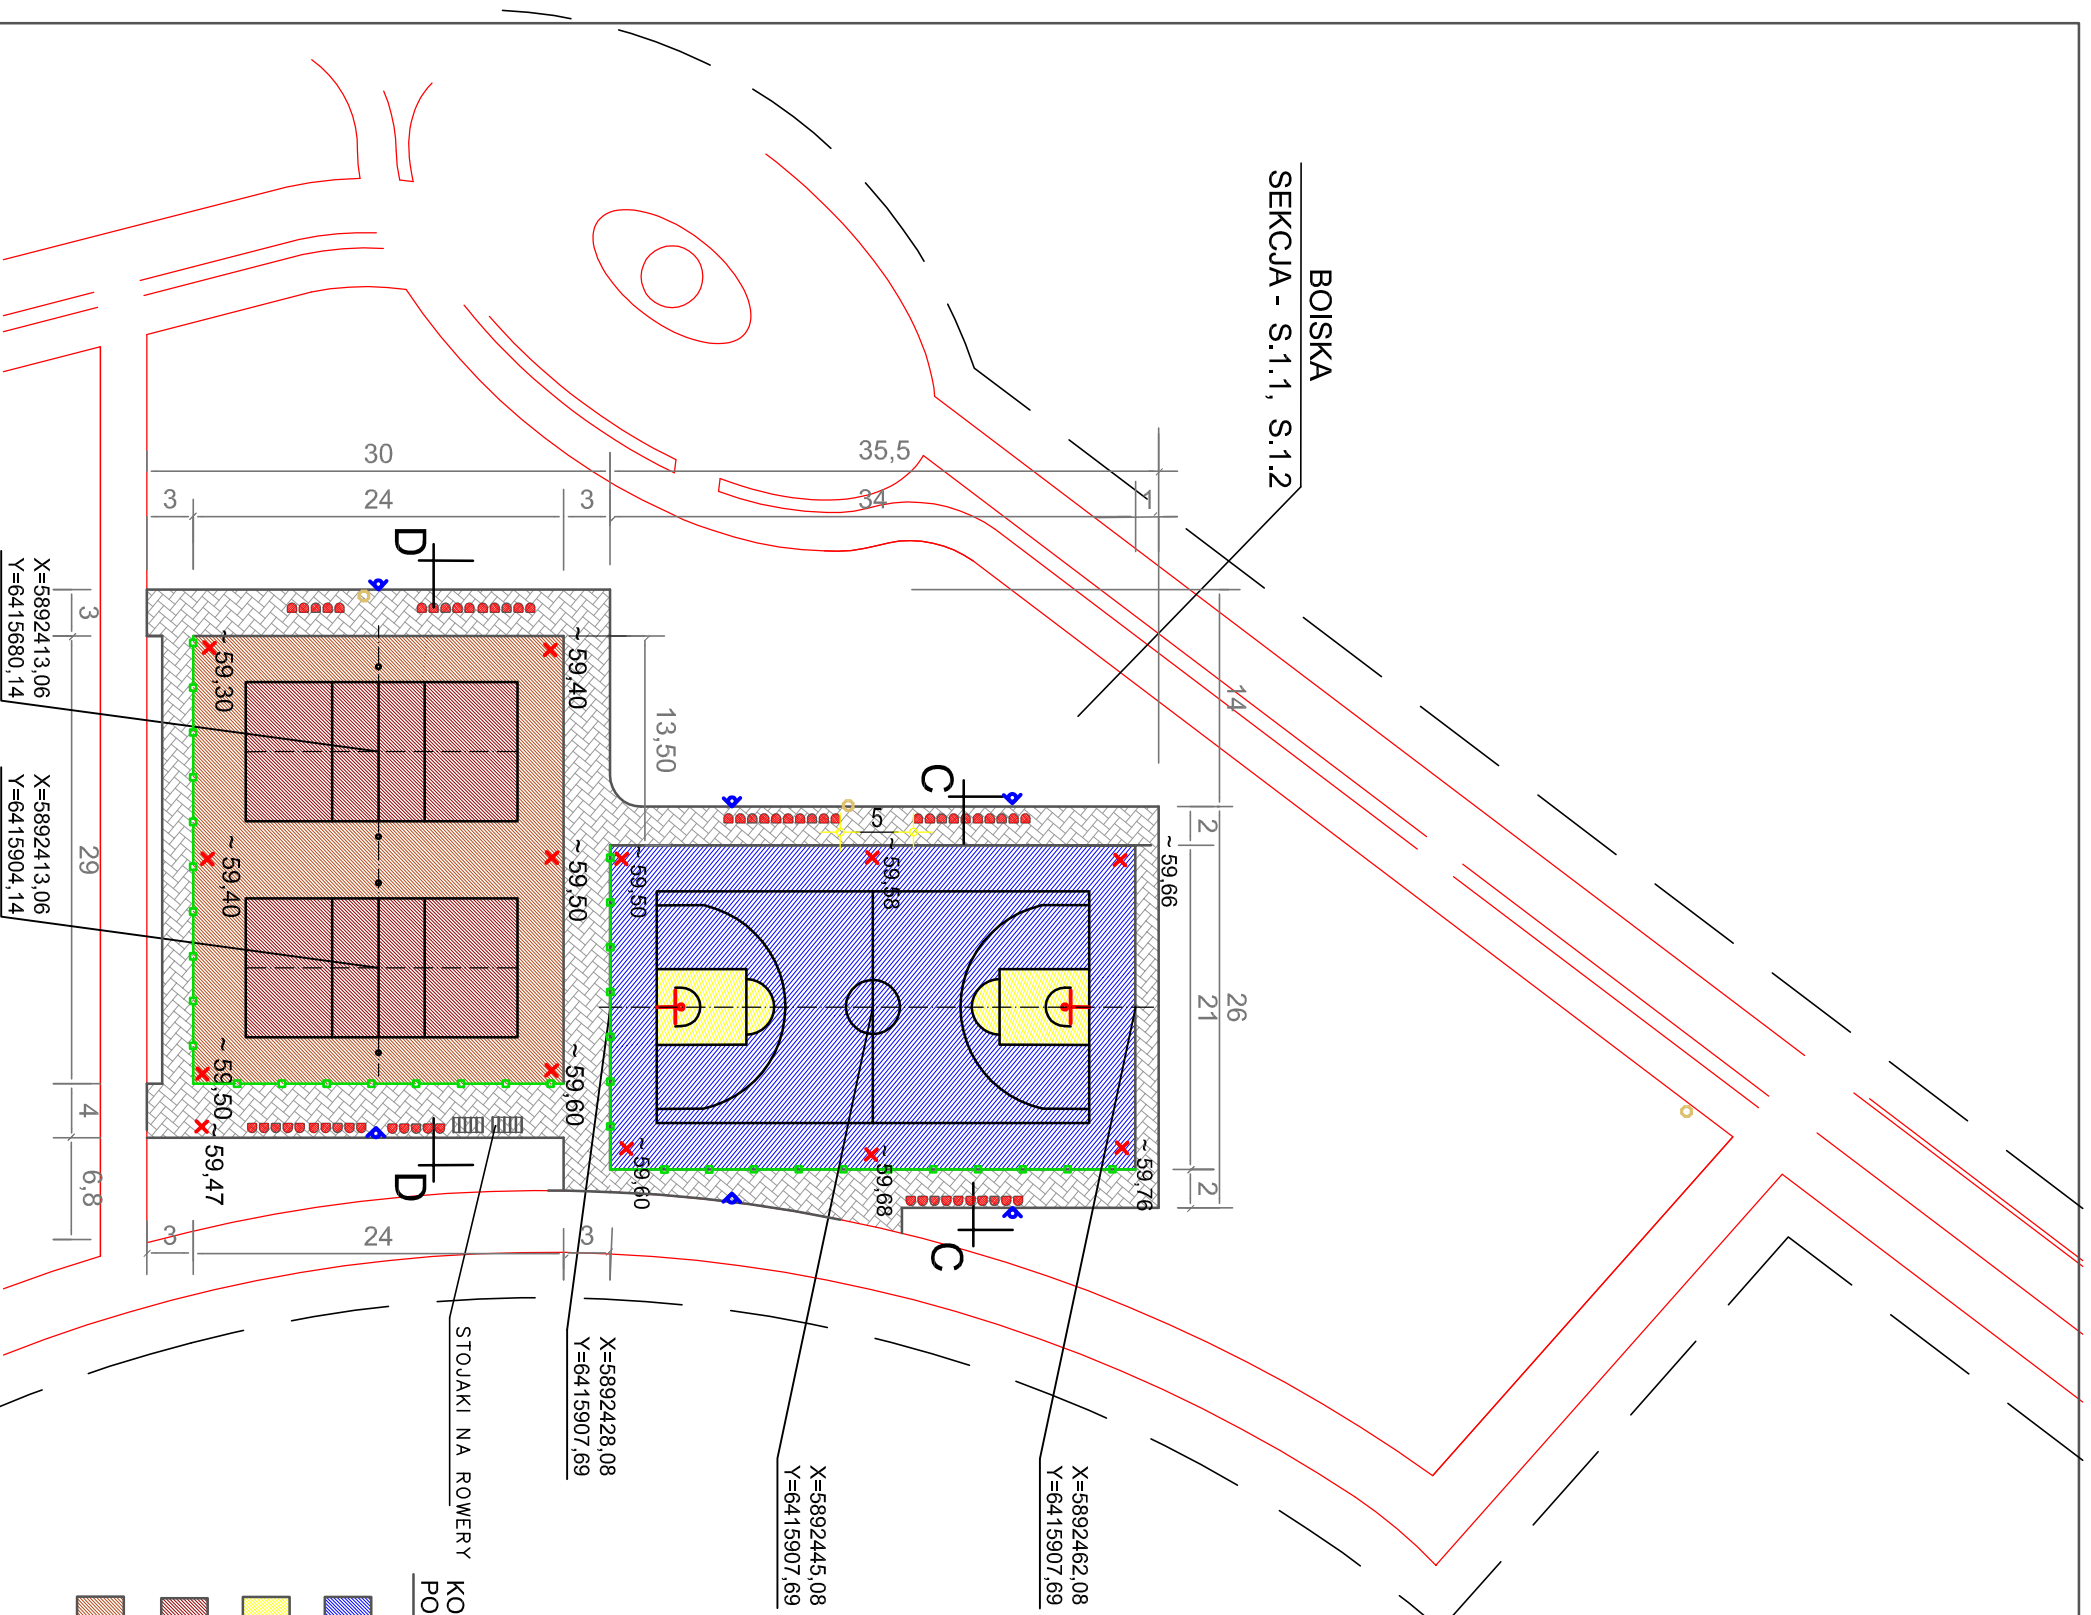 BOISKA
SEKCJA - S.1.1, S.1.2
30
35,5
3
24
3
34
1
D
C
14
13,50
3
29
4
6,8
2
26
21
2
5
~59,30
~59,40
~59,66
~59,50
~59,58
~59,40
~59,50
~59,50
~59,60
~59,60
~59,68
~59,76
~59,47
D
C
3
24
3
X=5892413,06
Y=6415680,14
X=5892413,06
Y=6415904,14
X=5892428,08
Y=6415907,69
X=5892445,08
Y=6415907,69
X=5892462,08
Y=6415907,69
STOJAKI NA ROWERY
KO
PO